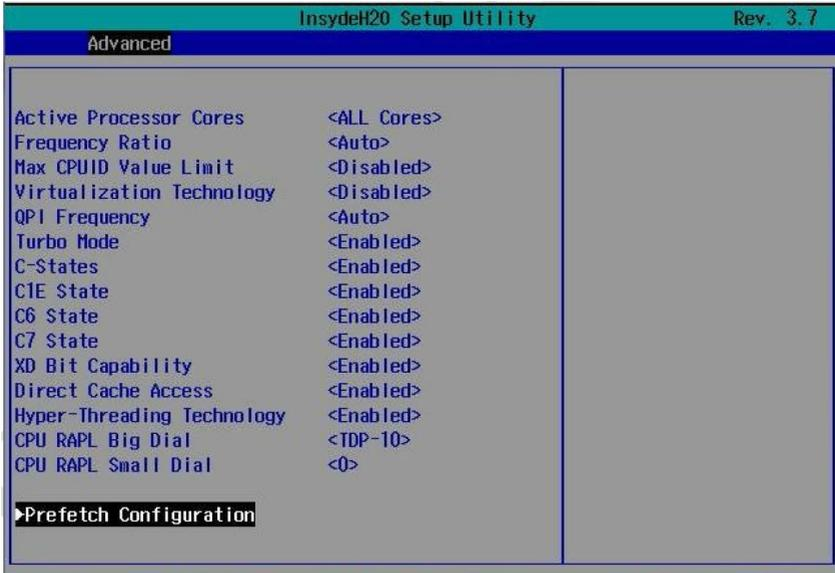 InsydeH20 Setup Utility Rev. 3.7
Advanced
Active Processor Cores <ALL Cores>
Frequency Ratio <Auto>
Max CPUID Value Limit <Disabled>
Virtualization Technology <Disabled>
QPI Frequency <Auto>
Turbo Mode <Enabled>
C-States <Enabled>
C1E State <Enabled>
C6 State <Enabled>
C7 State <Enabled>
XD Bit Capability <Enabled>
Direct Cache Access <Enabled>
Hyper-Threading Technology <Enabled>
CPU RAPL Big Dial <TDP-10>
CPU RAPL Small Dial <0>
▶Prefetch Configuration